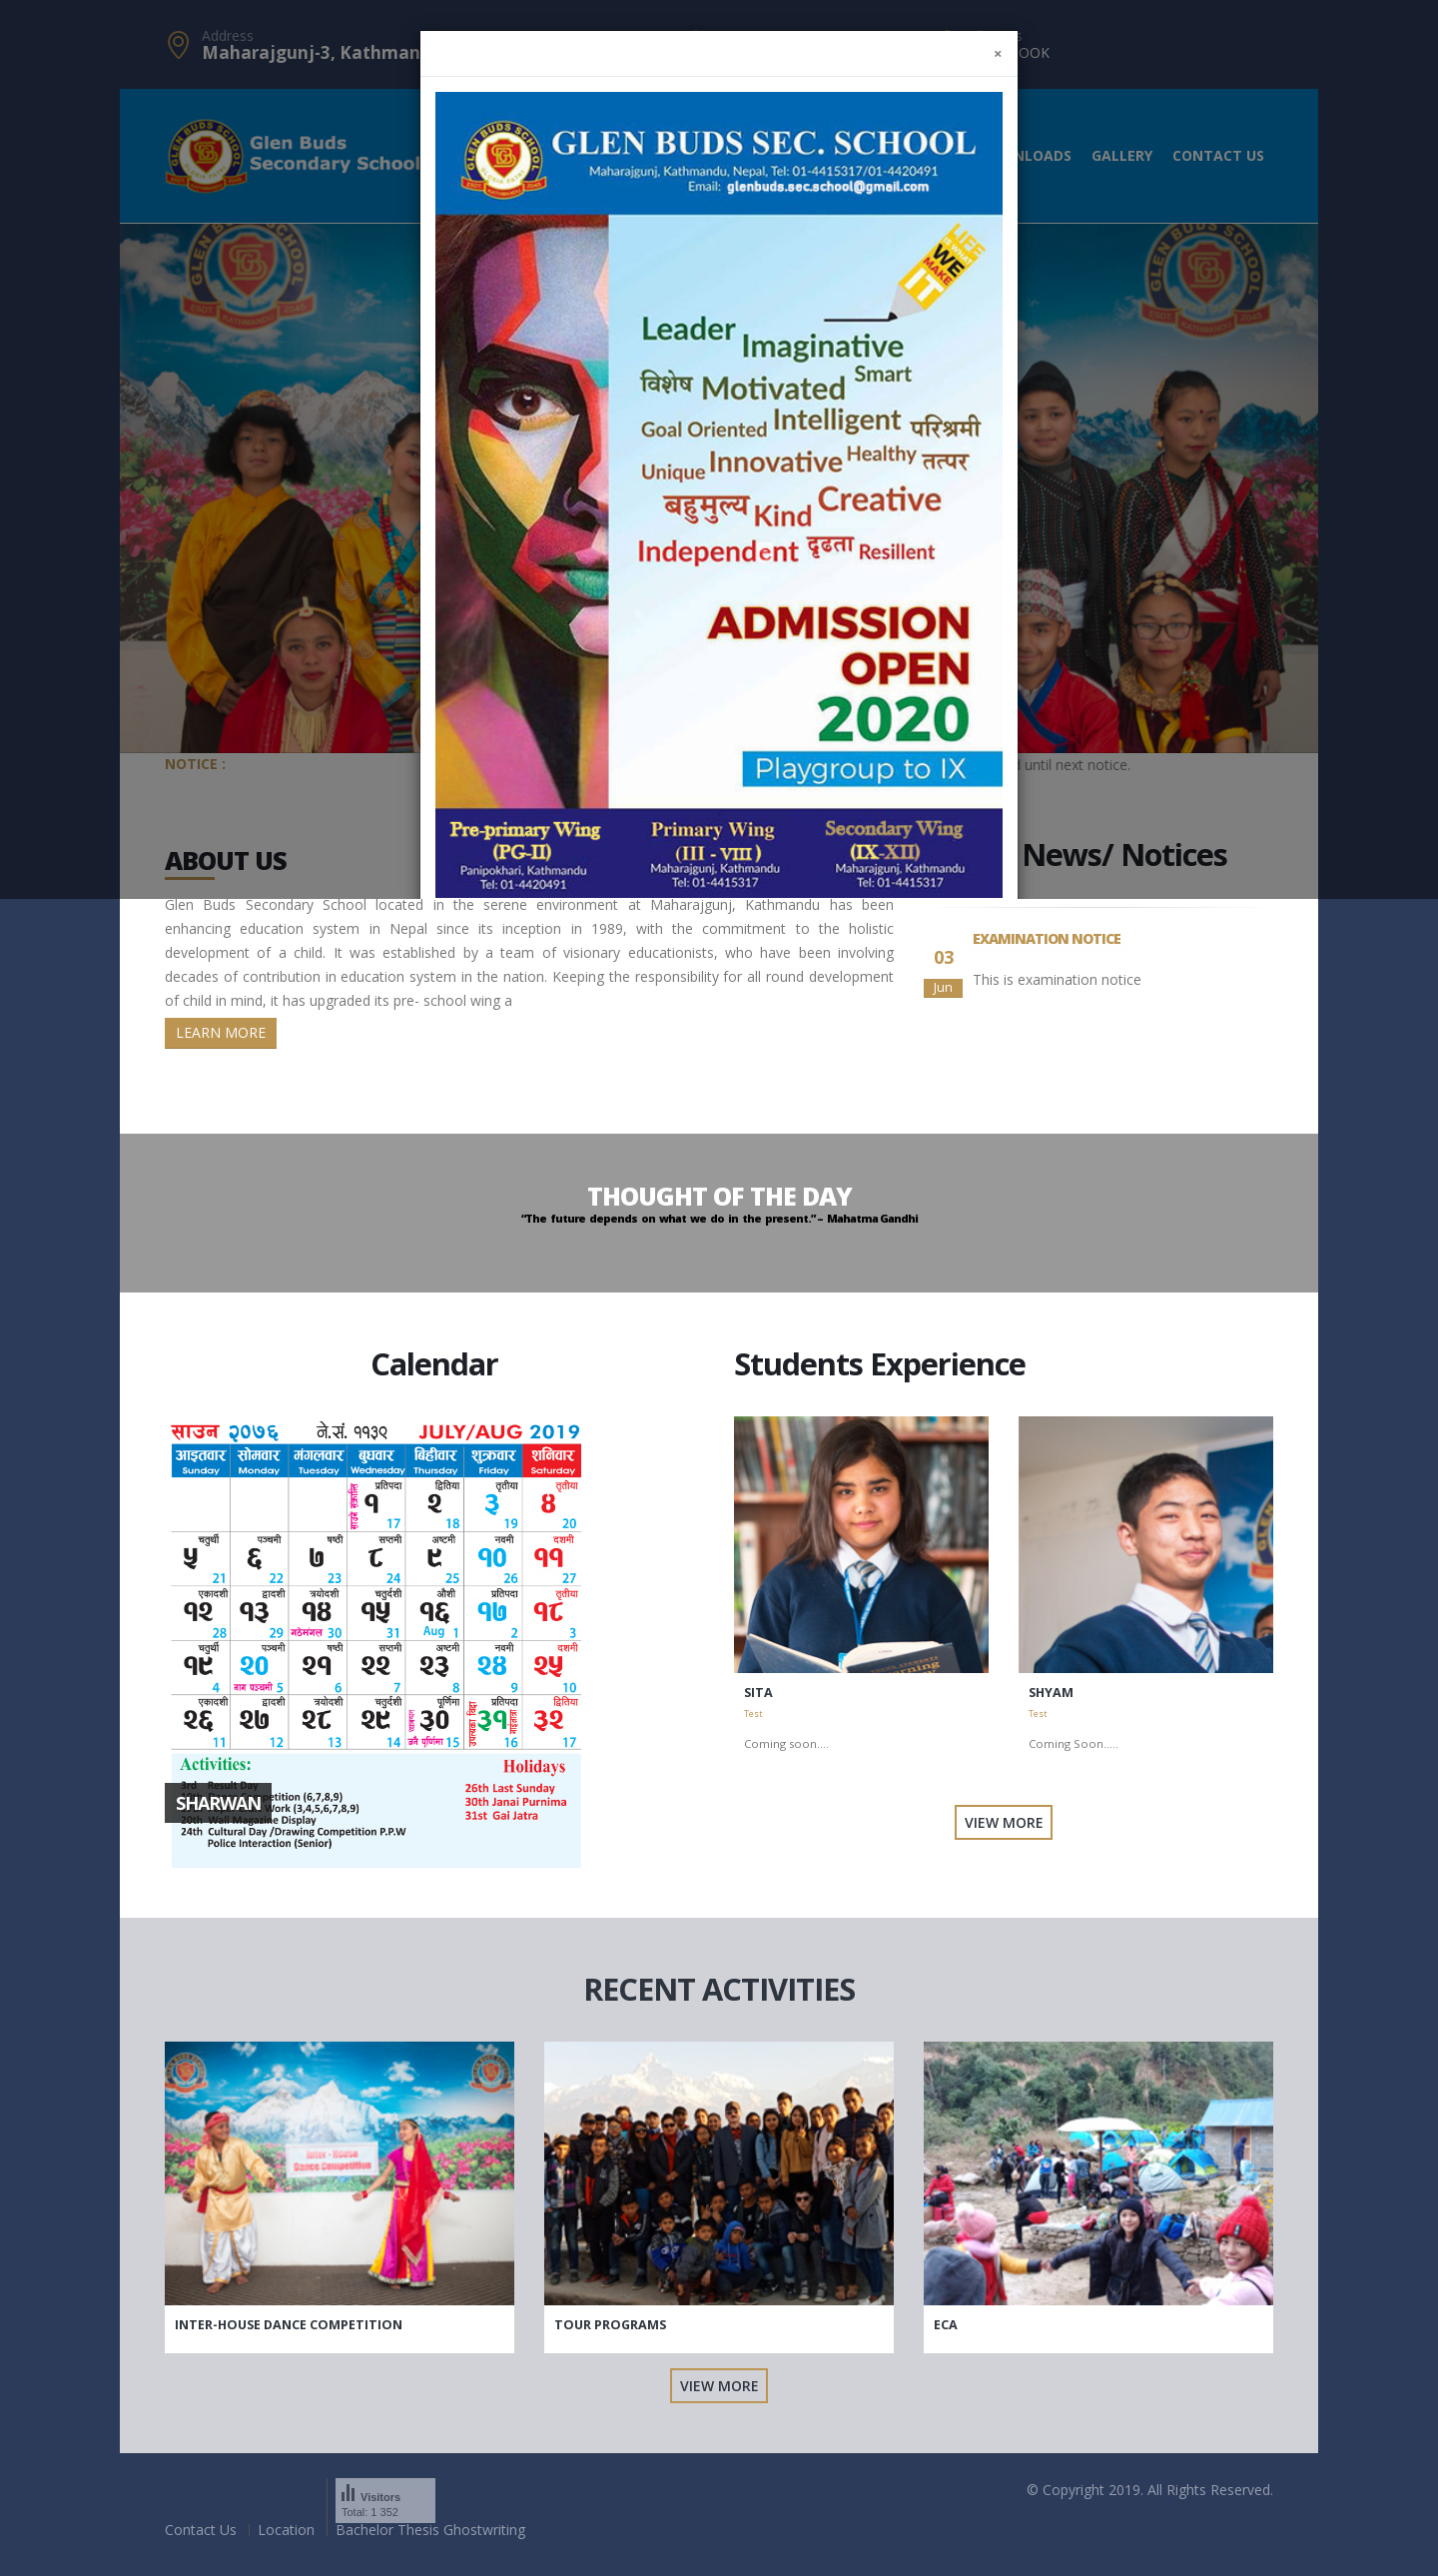 Address
Maharajgunj-3, Kathman
OOK
×
Glen Buds
Secondary School
NLOADS
GALLERY
CONTACT US
GLEN BUDS SEC. SCHOOL
Maharajgunj, Kathmandu, Nepal, Tel: 01-4415317/01-4420491
Email: glenbuds.sec.school@gmail.com
LIFE
IS WHAT
WE
MAKE
IT
Leader
Imaginative
विशेष
Motivated
Smart
Goal Oriented
Intelligent
परिश्रमी
Unique
Innovative
Healthy
तत्पर
बहुमुल्य
Kind
Creative
Independent
दृढता
Resillent
ADMISSION
OPEN
2020
Playgroup to IX
Pre-primary Wing
(PG-II)
Panipokhari, Kathmandu
Tel: 01-4420491
Primary Wing
(III - VIII )
Maharajgunj, Kathmandu
Tel: 01-4415317
Secondary Wing
(IX-XII)
Maharajgunj, Kathmandu
Tel: 01-4415317
NOTICE :
until next notice.
ABOUT US
Glen Buds Secondary School located in the serene environment at Maharajgunj, Kathmandu has been
enhancing education system in Nepal since its inception in 1989, with the commitment to the holistic
development of a child. It was established by a team of visionary educationists, who have been involving
decades of contribution in education system in the nation. Keeping the responsibility for all round development
of child in mind, it has upgraded its pre- school wing a
LEARN MORE
News/ Notices
EXAMINATION NOTICE
03
Jun
This is examination notice
THOUGHT OF THE DAY
“The future depends on what we do in the present.” – Mahatma Gandhi
Calendar
साउन २०७६ ने.सं. ११३९ JULY/AUG 2019
आइतवार सोमवार मंगलवार बुधवार बिहीवार शुक्रवार शनिवार
Sunday Monday Tuesday Wednesday Thursday Friday Saturday
प्रतिपदा द्वितिया तृतीया तृतीया
१ २ ३ ४
17 18 19 20
चतुर्थी पञ्चमी षष्ठी सप्तमी अष्टमी नवमी दशमी
५ ६ ७ ८ ९ १० ११
21 22 23 24 25 26 27
एकादशी द्वादशी त्रयोदशी चतुर्दशी औशी प्रतिपदा तृतीया
१२ १३ १४ १५ १६ १७ १८
28 29 गठेमंगल 30 31 Aug 1 2 3
चतुर्थी पञ्चमी षष्ठी सप्तमी अष्टमी नवमी दशमी
१९ २० २१ २२ २३ २४ २५
4 नाग पञ्चमी 5 6 7 8 9 10
एकादशी द्वादशी त्रयोदशी चतुर्दशी पूर्णिमा प्रतिपदा द्वितिया
२६ २७ २८ २९ ३० ३१ ३२
11 12 13 14 जनै पूर्णिमा 15 16 17
Activities:
3rd Result Day
Competition (6,7,8,9)
Work (3,4,5,6,7,8,9)
20th Wall Magazine Display
24th Cultural Day /Drawing Competition P.P.W
Police Interaction (Senior)
Holidays
26th Last Sunday
30th Janai Purnima
31st Gai Jatra
SHARWAN
Students Experience
SITA
Test
Coming soon....
SHYAM
Test
Coming Soon.....
VIEW MORE
RECENT ACTIVITIES
Inter - House
Dance Competition
INTER-HOUSE DANCE COMPETITION
TOUR PROGRAMS
ECA
VIEW MORE
Visitors
Total: 1 352
Contact Us
Location
Bachelor Thesis Ghostwriting
© Copyright 2019. All Rights Reserved.